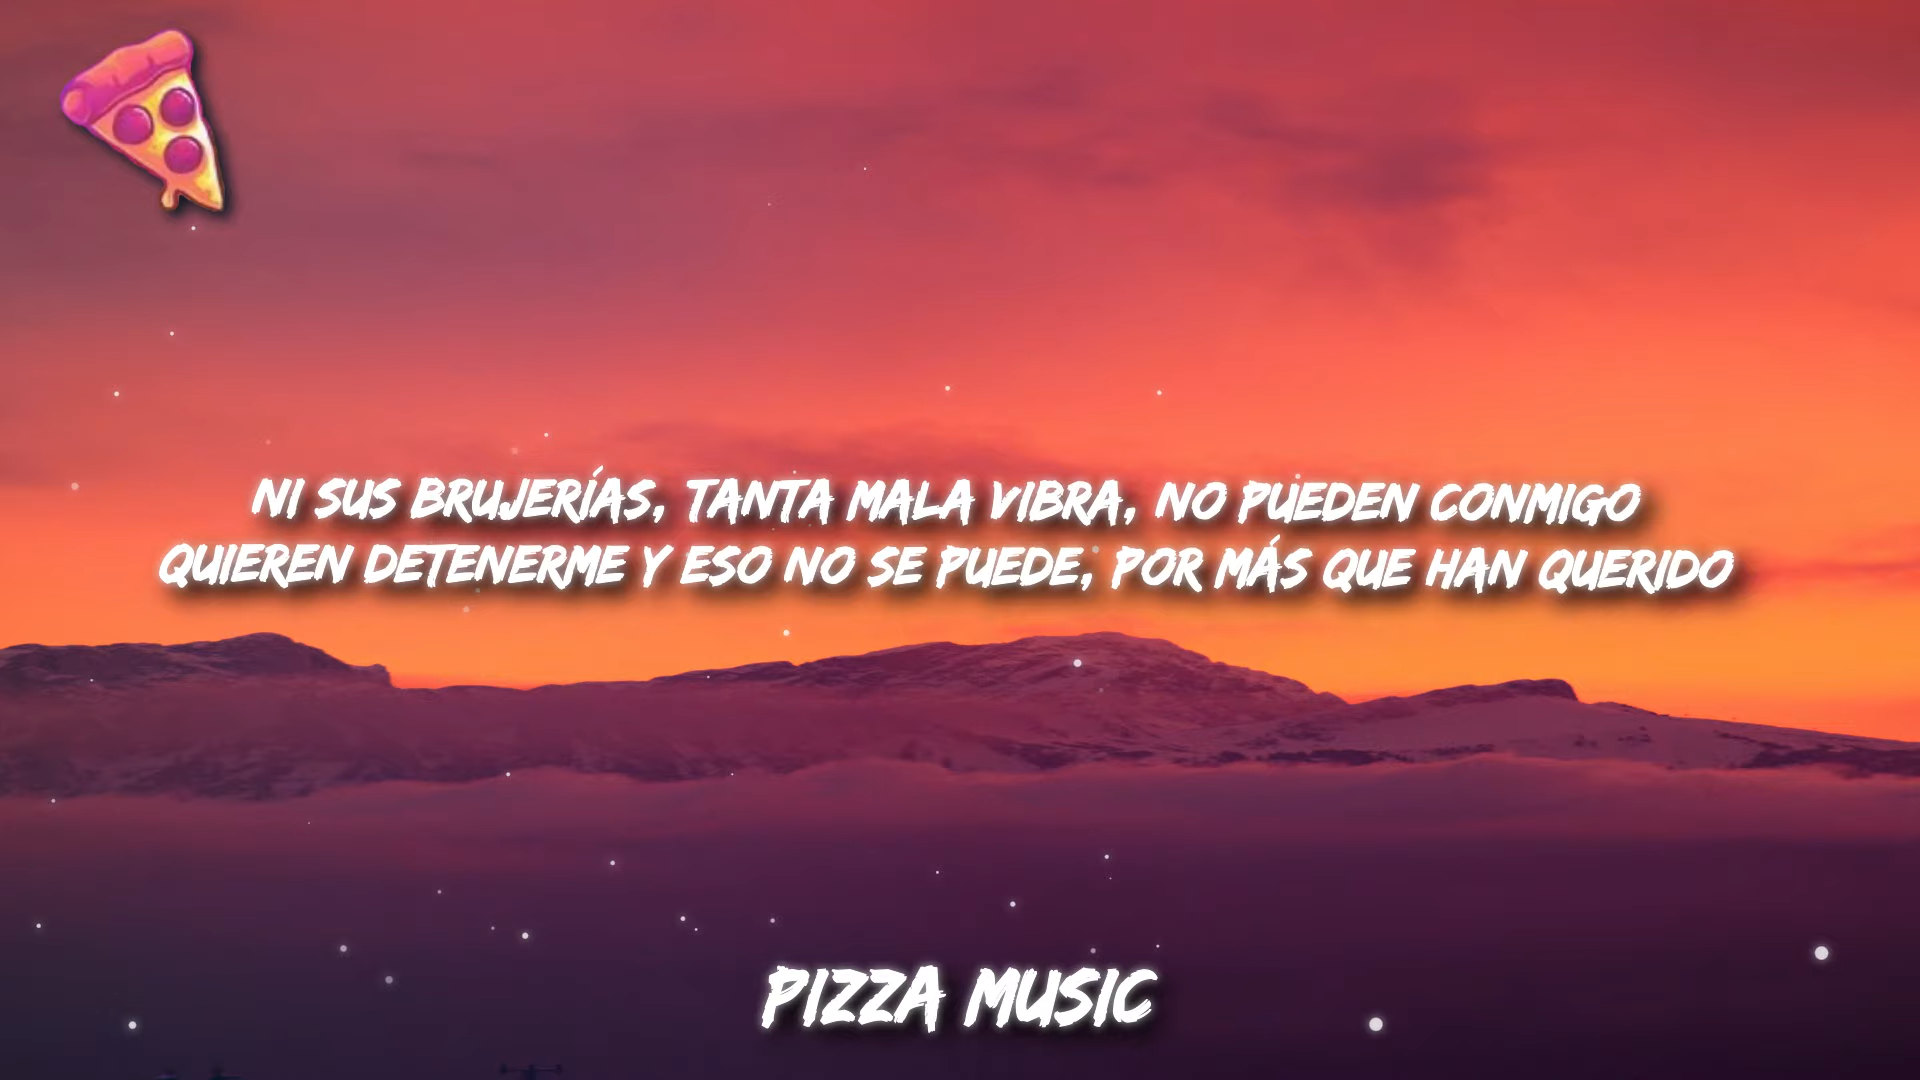 NI SUS BRUJERÍAS, TANTA MALA VIBRA, NO PUEDEN CONMIGO
QUIEREN DETENERME Y ESO NO SE PUEDE, POR MÁS QUE HAN QUERIDO
PIZZA MUSIC